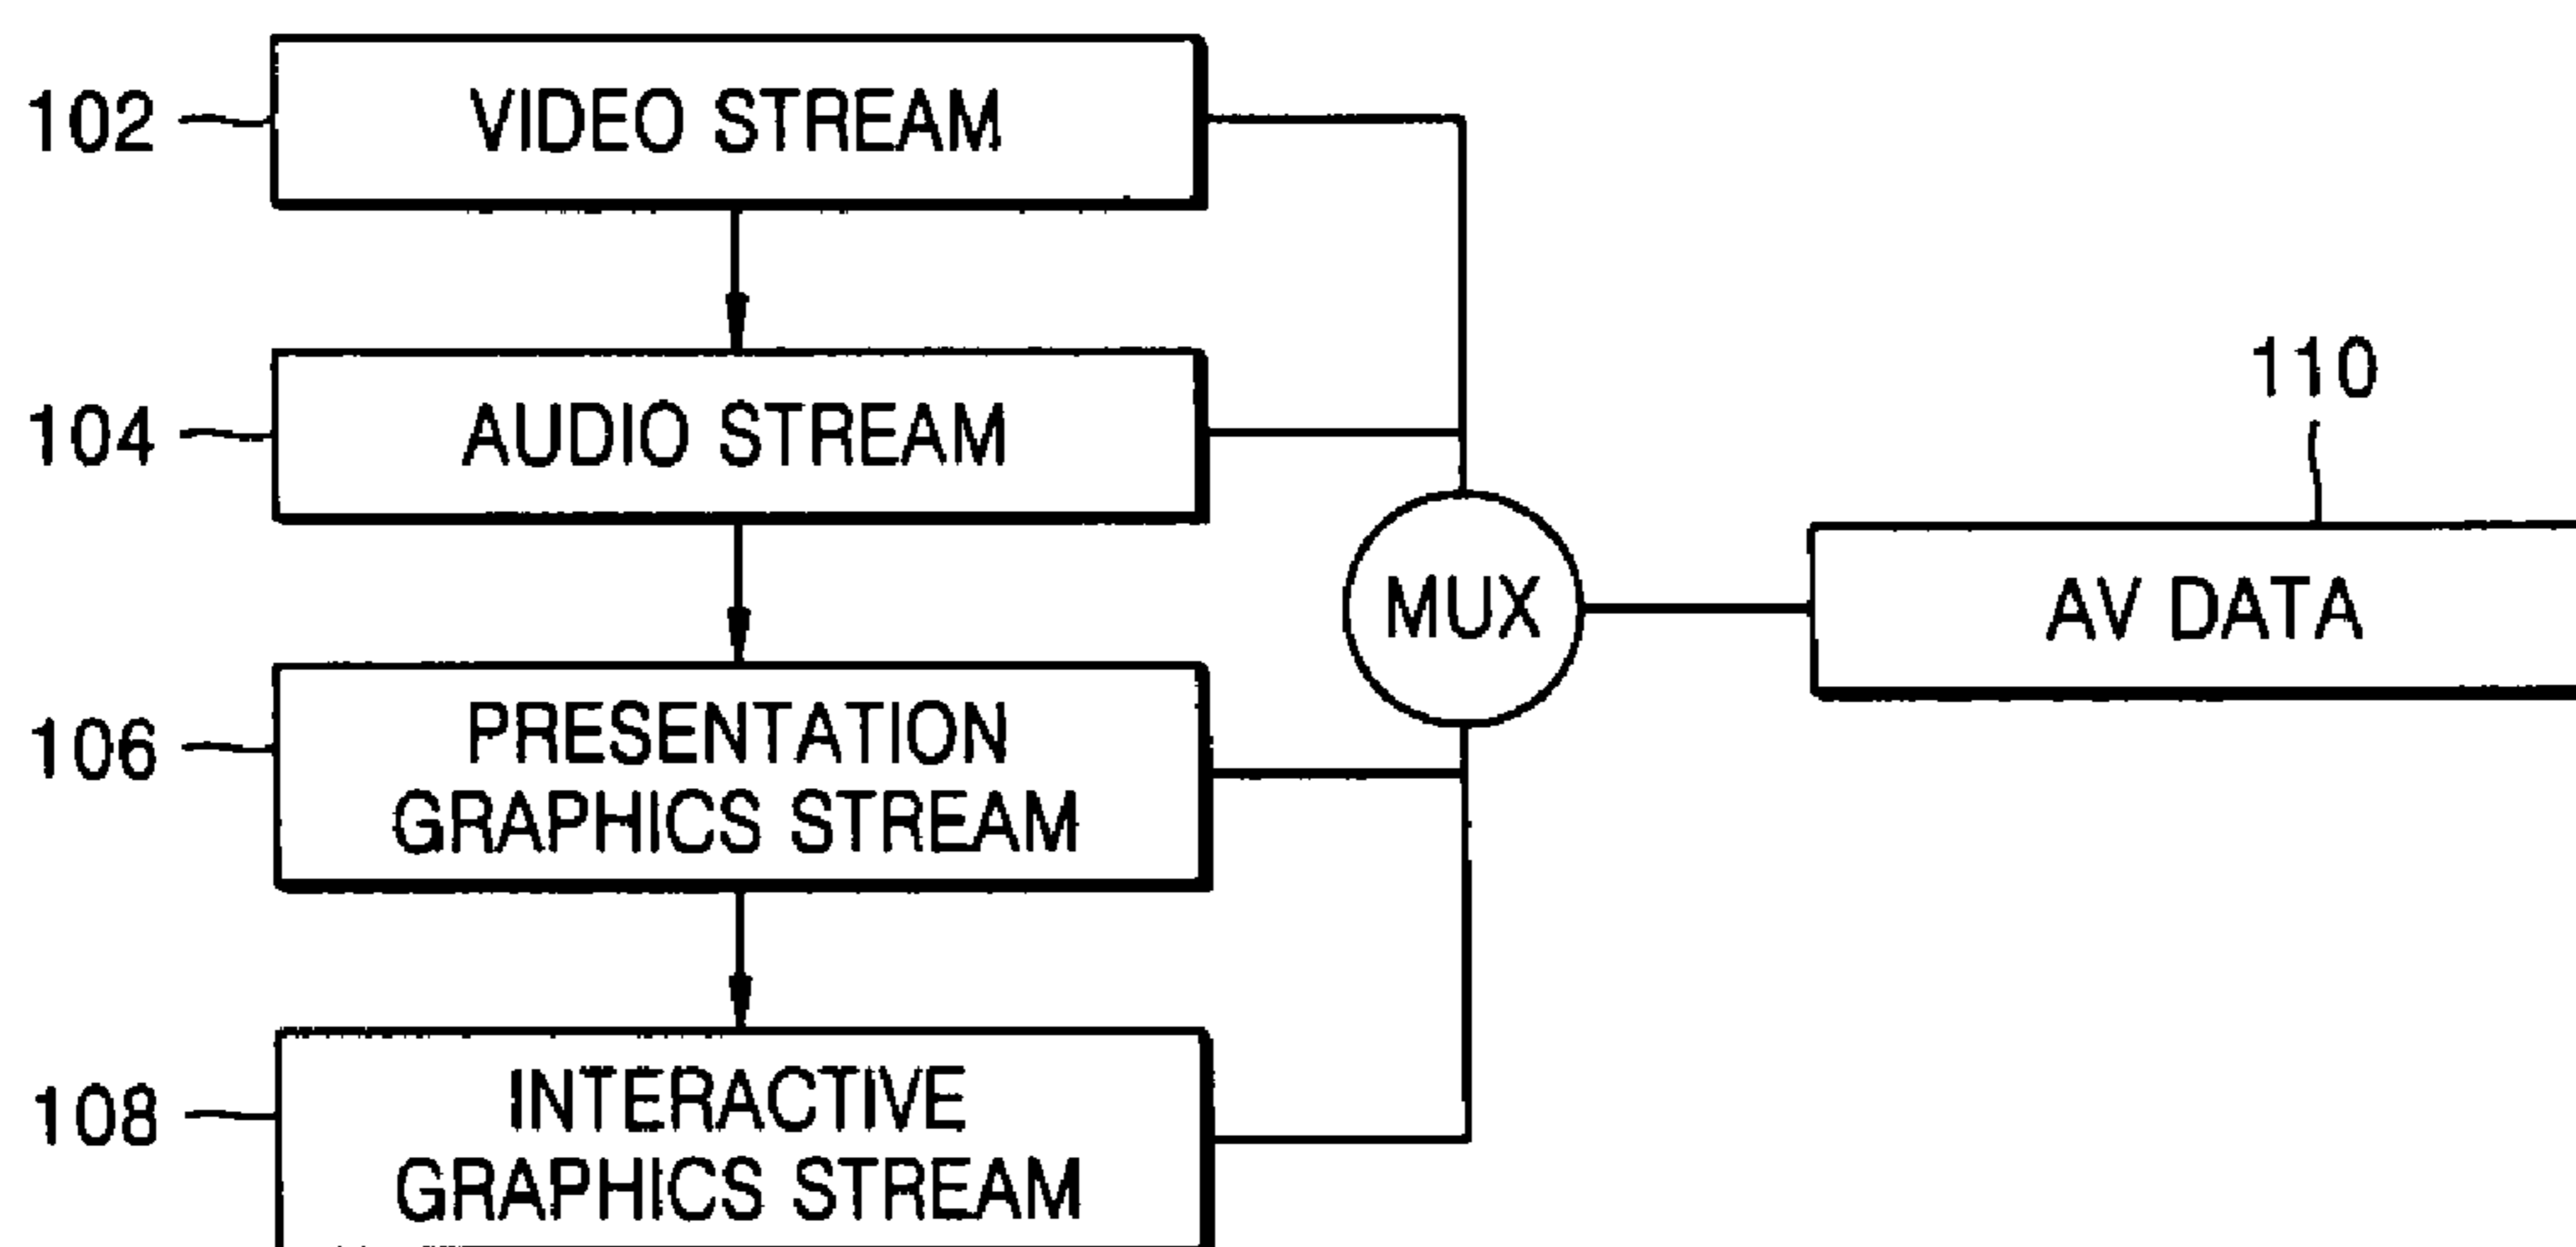 102
VIDEO STREAM
104
AUDIO STREAM
110
MUX
AV DATA
106
PRESENTATION
GRAPHICS STREAM
108
INTERACTIVE
GRAPHICS STREAM